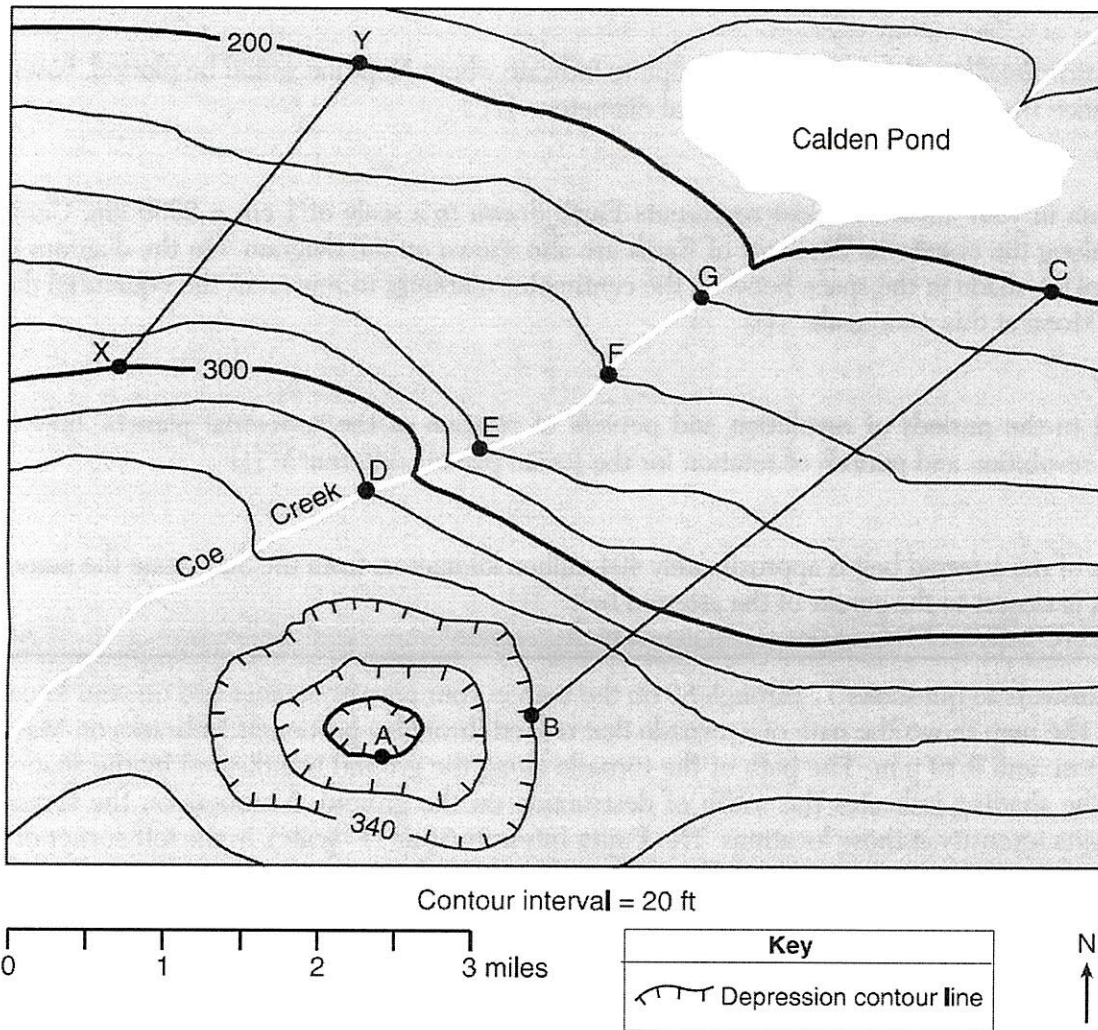 Y
200
Calden Pond
G
C
X
300
F
E
D
Coe Creek
B
A
340
Contour interval = 20 ft
0 1 2 3 miles
Key
Depression contour line
N